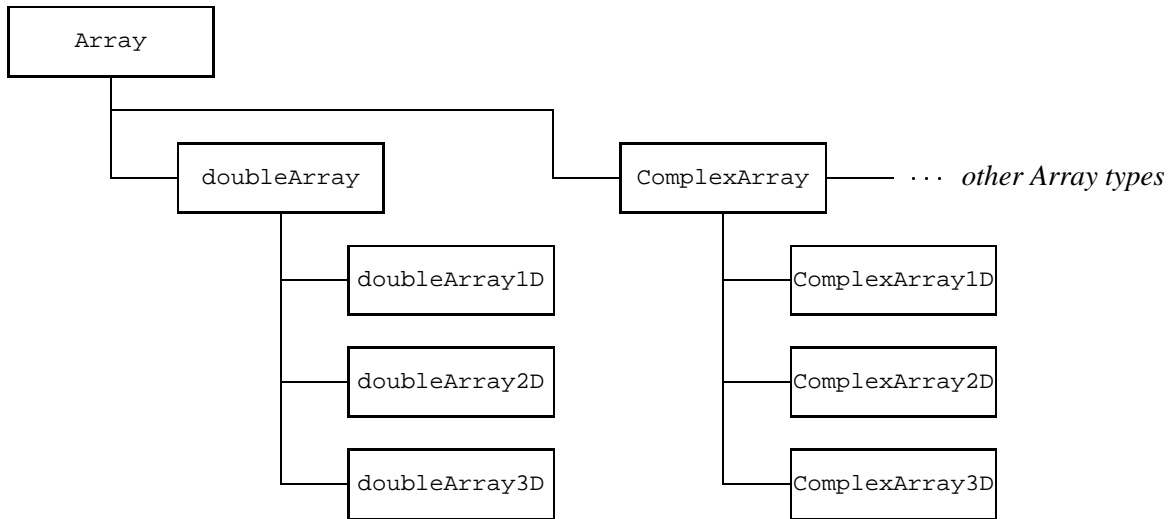 Array
doubleArray
ComplexArray
··· other Array types
doubleArray1D
ComplexArray1D
doubleArray2D
ComplexArray2D
doubleArray3D
ComplexArray3D